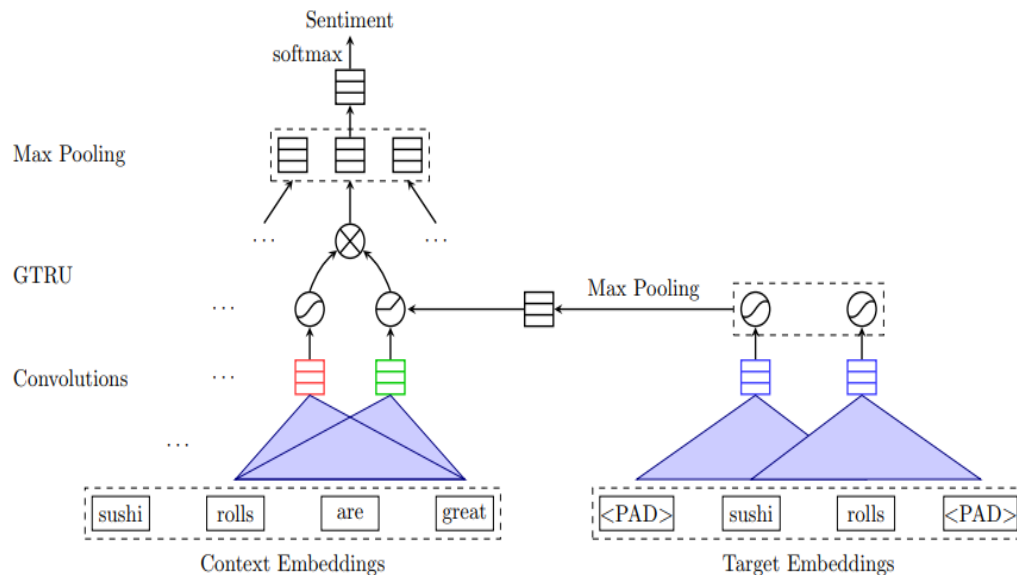 Sentiment
softmax
Max Pooling
. . .
. . .
GTRU
Max Pooling
. . .
Convolutions
. . .
. . .
sushi rolls are great
<PAD> sushi rolls <PAD>
Context Embeddings
Target Embeddings